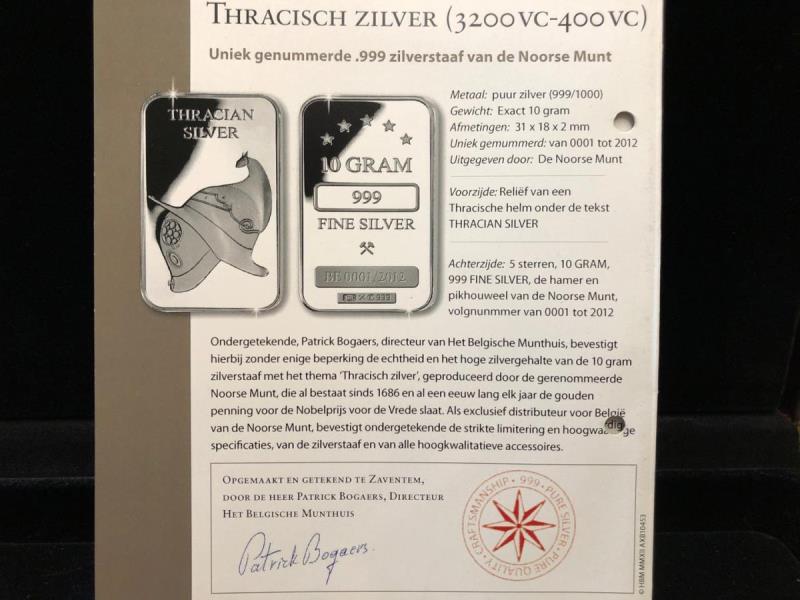 THRACISCH ZILVER (3200VC-400VC)
Uniek genummerde .999 zilverstaaf van de Noorse Munt
THRACIAN
SILVER
10 GRAM
999
FINE SILVER
BE 0001/2012
999
Metaal: puur zilver (999/1000)
Gewicht: Exact 10 gram
Afmetingen: 31 x 18 x 2 mm
Uniek gemummerd: van 0001 tot 2012
Uitgegeven door: De Noorse Munt
Voorzijde: Reliëf van een
Thracische helm onder de tekst
THRACIAN SILVER
Achterzijde: 5 sterren, 10 GRAM,
999 FINE SILVER, de hamer en
pikhouweel van de Noorse Munt,
volgnunmmer van 0001 tot 2012
Ondergetekende, Patrick Bogaers, directeur van Het Belgische Munthuis, bevestigt
hierbij zonder enige beperking de echtheid en het hoge zilvergehalte van de 10 gram
zilverstaaf met het thema 'Thracisch zilver', geproduceerd door de gerenommeerde
Noorse Munt, die al bestaat sinds 1686 en al een eeuw lang elk jaar de gouden
penning voor de Nobelprijs voor de Vrede slaat. Als exclusief distributeur voor België
van de Noorse Munt, bevestigt ondergetekende de strikte limitering en hoogwaardige
specificaties, van de zilverstaaf en van alle hoogkwalitatieve accessoires.
OPGEMAAKT EN GETEKEND TE ZAVENTEM,
DOOR DE HEER PATRICK BOGAERS, DIRECTEUR
HET BELGISCHE MUNTHUIS
Patrick Bogaers.
CRAFTSMANSHIP · 999 · PURE SILVER · PURE QUALITY ·
© HBM MMXII AXB10453